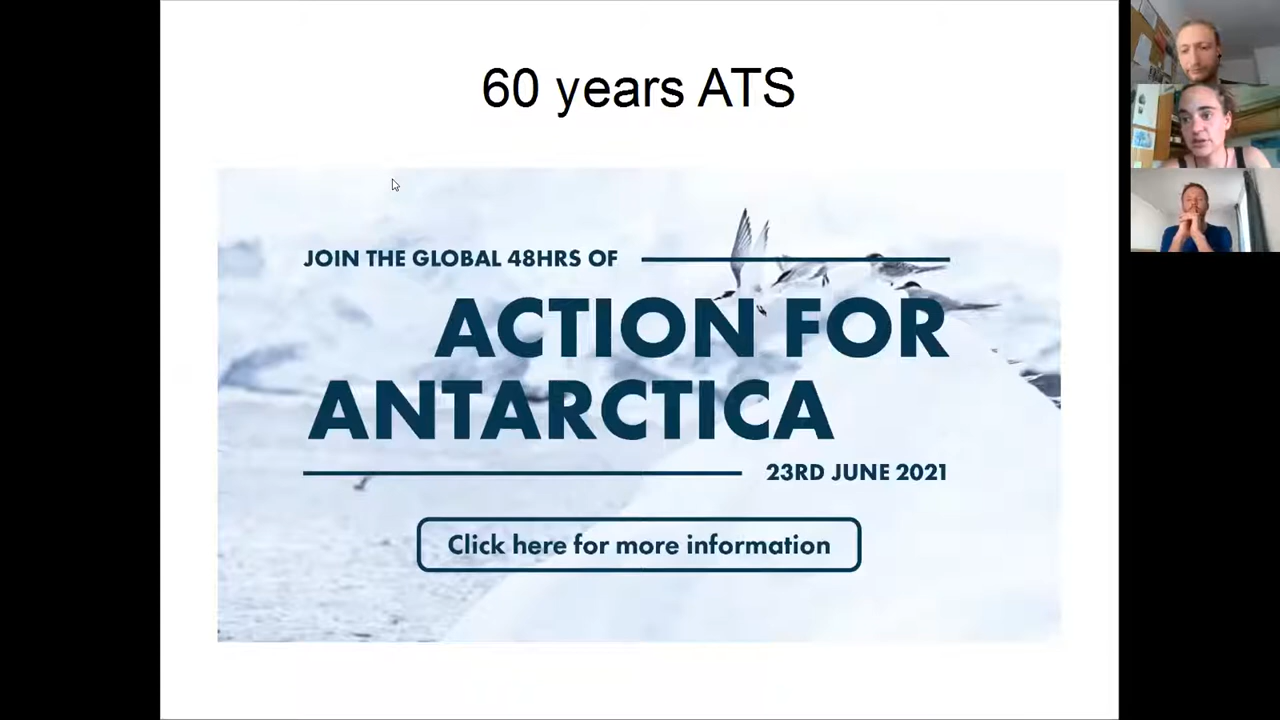 60 years ATS
JOIN THE GLOBAL 48HRS OF
ACTION FOR
ANTARCTICA
23RD JUNE 2021
Click here for more information